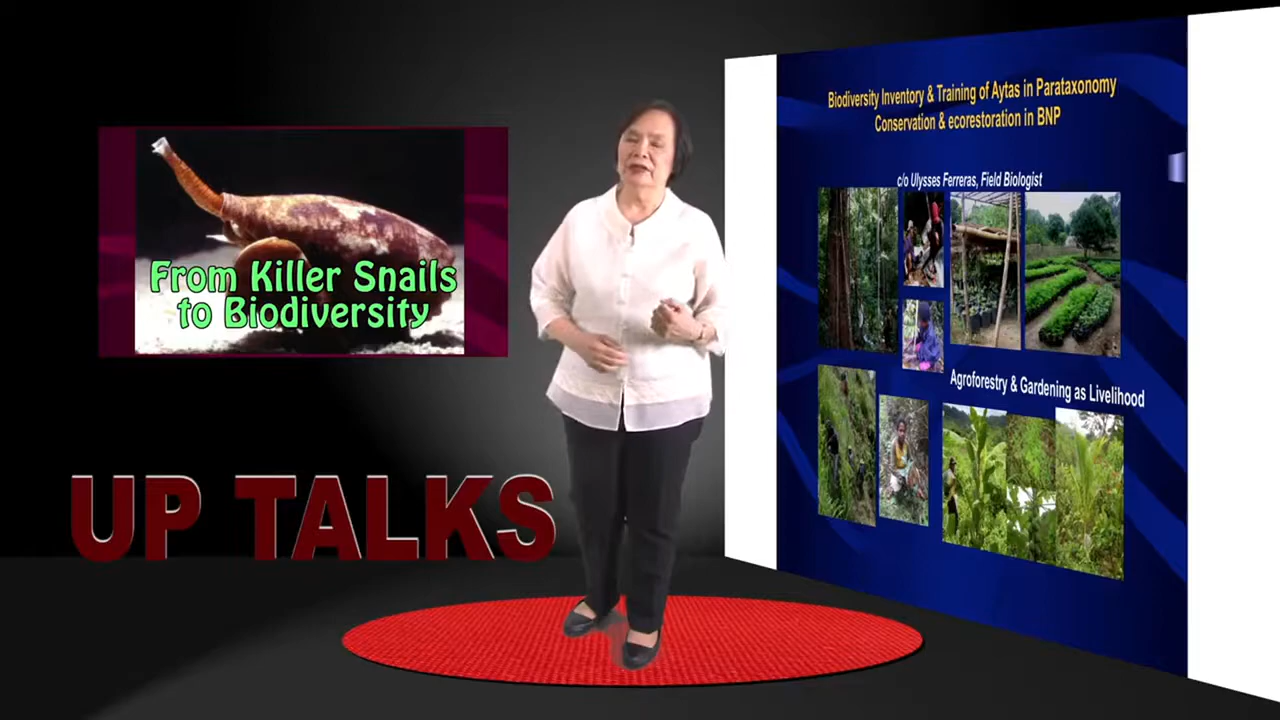 From Killer Snails
to Biodiversity
UP TALKS
Biodiversity Inventory & Training of Aytas in Parataxonomy
Conservation & ecorestoration in BNP
c/o Ulysses Ferreras, Field Biologist
Agroforestry & Gardening as Livelihood